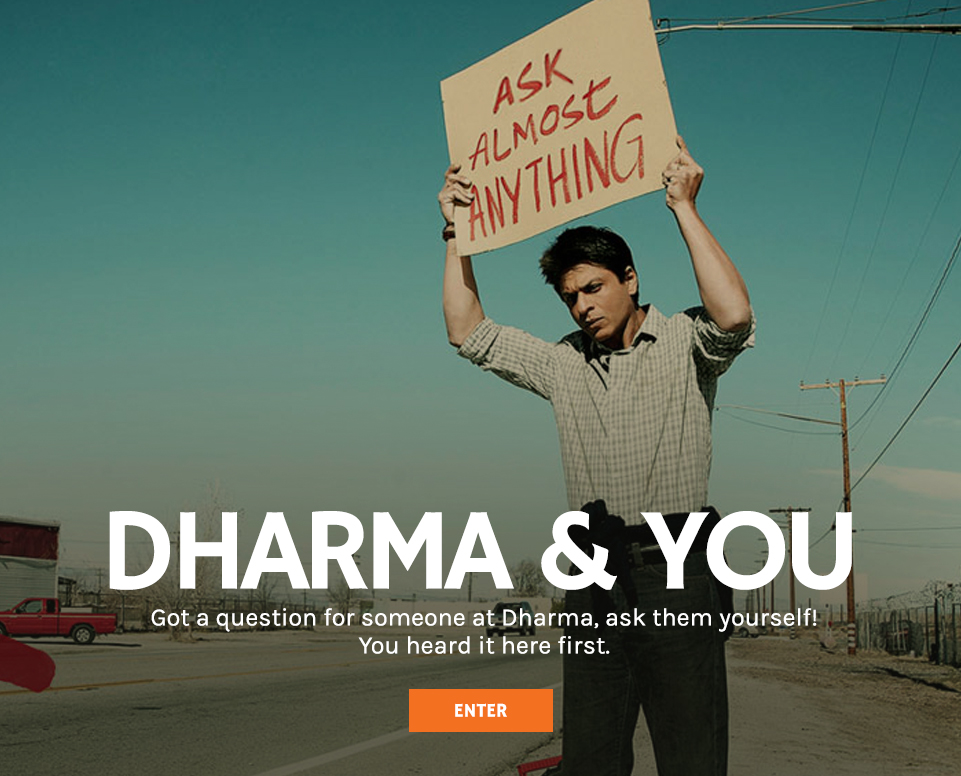 ASK
ALMOST
ANYTHING
DHARMA & YOU
Got a question for someone at Dharma, ask them yourself!
You heard it here first.
ENTER